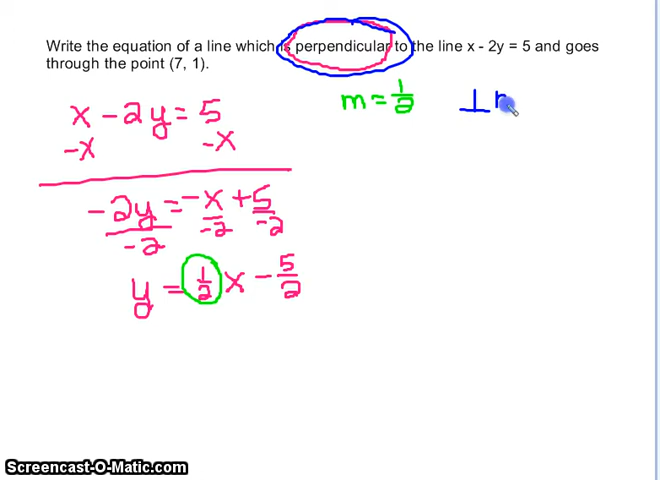 Write the equation of a line which is perpendicular to the line x - 2y = 5 and goes
through the point (7, 1).
x - 2y = 5
-x -x
m = 1/2
⊥
-2y = -x + 5
-2 -2 -2
y = 1/2 x - 5/2
Screencast-O-Matic.com